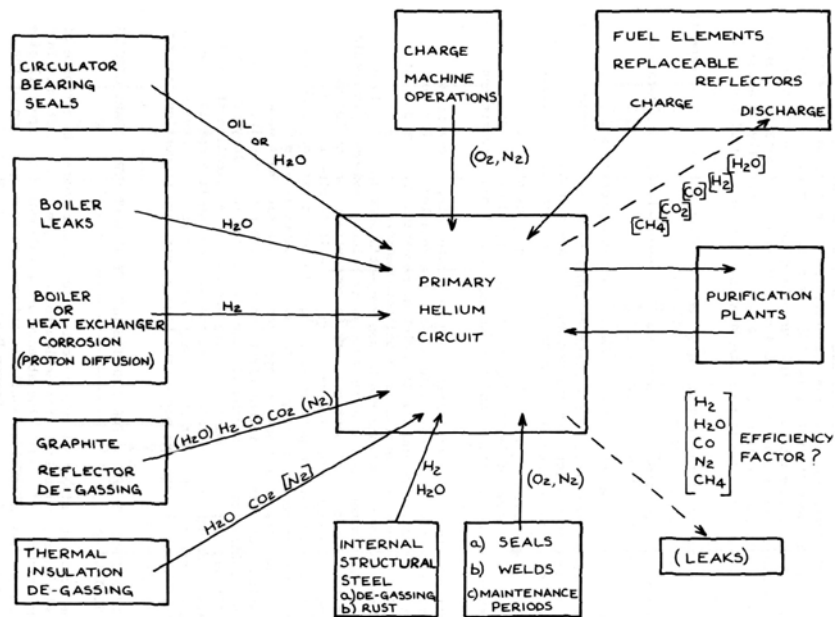 CIRCULATOR
BEARING
SEALS
OIL
OR
H2O
CHARGE
MACHINE
OPERATIONS
(O2, N2)
FUEL ELEMENTS
REPLACEABLE
REFLECTORS
CHARGE
DISCHARGE
[CH4] [CO2] [CO] [H2] [H2O]
BOILER
LEAKS
H2O
BOILER
OR
HEAT EXCHANGER
CORROSION
(PROTON DIFFUSION)
H2
PRIMARY
HELIUM
CIRCUIT
PURIFICATION
PLANTS
H2
H2O
CO
N2
CH4
EFFICIENCY
FACTOR ?
GRAPHITE
REFLECTOR
DE-GASSING
(H2O) H2 CO CO2 (N2)
THERMAL
INSULATION
DE-GASSING
H2O CO2 [N2]
H2
H2O
INTERNAL
STRUCTURAL
STEEL
a) DE-GASSING
b) RUST
(O2, N2)
a) SEALS
b) WELDS
c) MAINTENANCE
PERIODS
(LEAKS)